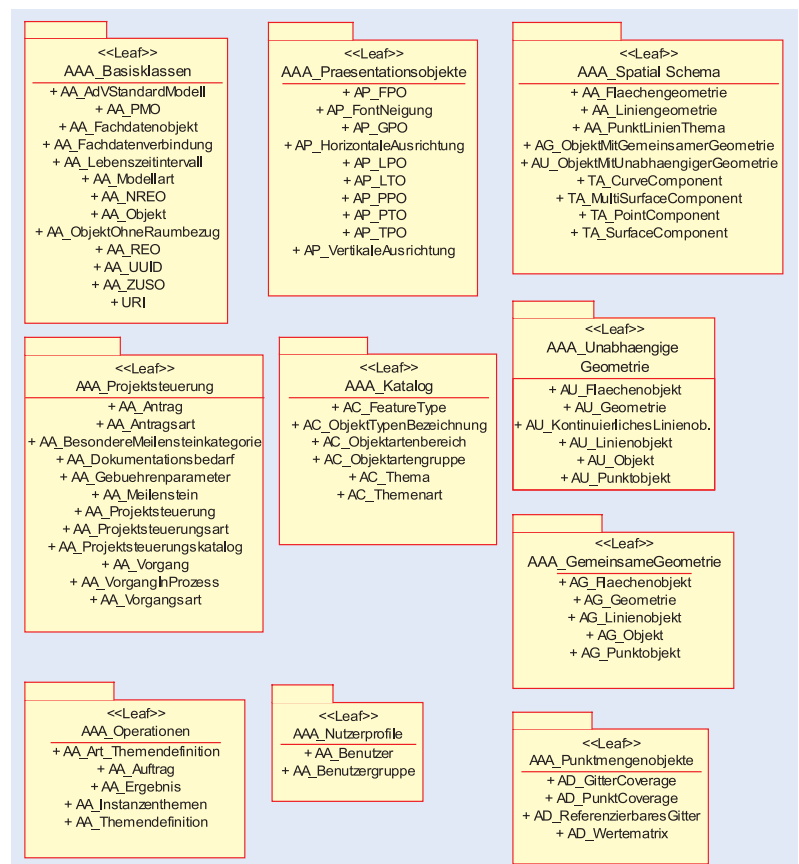 <<Leaf>>
AAA_Basisklassen
+ AA_AdVStandardModell
+ AA_PMO
+ AA_Fachdatenobjekt
+ AA_Fachdatenverbindung
+ AA_Lebenszeitintervall
+ AA_Modellart
+ AA_NREO
+ AA_Objekt
+ AA_ObjektOhneRaumbezug
+ AA_REO
+ AA_UUID
+ AA_ZUSO
+ URI
<<Leaf>>
AAA_Praesentationsobjekte
+ AP_FPO
+ AP_FontNeigung
+ AP_GPO
+ AP_HorizontaleAusrichtung
+ AP_LPO
+ AP_LTO
+ AP_PPO
+ AP_PTO
+ AP_TPO
+ AP_VertikaleAusrichtung
<<Leaf>>
AAA_Spatial Schema
+ AA_Flaechengeometrie
+ AA_Liniengeometrie
+ AA_PunktLinienThema
+ AG_ObjektMitGemeinsamerGeometrie
+ AU_ObjektMitUnabhaengigerGeometrie
+ TA_CurveComponent
+ TA_MultiSurfaceComponent
+ TA_PointComponent
+ TA_SurfaceComponent
<<Leaf>>
AAA_Projektsteuerung
+ AA_Antrag
+ AA_Antragsart
+ AA_BesondereMeilensteinkategorie
+ AA_Dokumentationsbedarf
+ AA_Gebuehrenparameter
+ AA_Meilenstein
+ AA_Projektsteuerung
+ AA_Projektsteuerungsart
+ AA_Projektsteuerungskatalog
+ AA_Vorgang
+ AA_VorgangInProzess
+ AA_Vorgangsart
<<Leaf>>
AAA_Katalog
+ AC_FeatureType
+ AC_ObjektTypenBezeichnung
+ AC_Objektartenbereich
+ AC_Objektartengruppe
+ AC_Thema
+ AC_Themenart
<<Leaf>>
AAA_Unabhaengige
Geometrie
+ AU_Flaechenobjekt
+ AU_Geometrie
+ AU_KontinuierlichesLinienob.
+ AU_Linienobjekt
+ AU_Objekt
+ AU_Punktobjekt
<<Leaf>>
AAA_GemeinsameGeometrie
+ AG_Flaechenobjekt
+ AG_Geometrie
+ AG_Linienobjekt
+ AG_Objekt
+ AG_Punktobjekt
<<Leaf>>
AAA_Operationen
+ AA_Art_Themendefinition
+ AA_Auftrag
+ AA_Ergebnis
+ AA_Instanzenthemen
+ AA_Themendefinition
<<Leaf>>
AAA_Nutzerprofile
+ AA_Benutzer
+ AA_Benutzergruppe
<<Leaf>>
AAA_Punktmengenobjekte
+ AD_GitterCoverage
+ AD_PunktCoverage
+ AD_ReferenzierbaresGitter
+ AD_Wertematrix